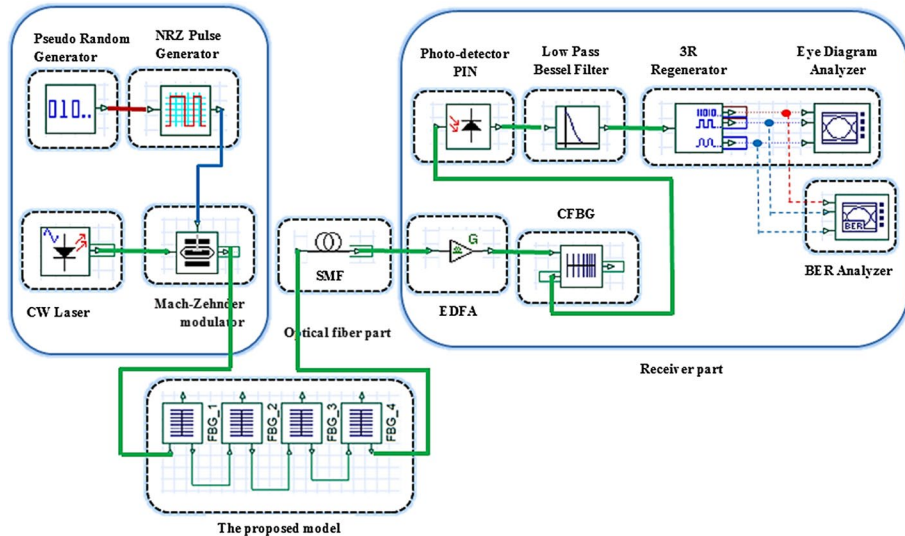 Pseudo Random
Generator
NRZ Pulse
Generator
010..
CW Laser
Mach-Zehnder
modulator
SMF
Optical fiber part
Photo-detector
PIN
Low Pass
Bessel Filter
3R
Regenerator
Eye Diagram
Analyzer
11010..
BER
BER Analyzer
G
EDFA
CFBG
Receiver part
FBG_1
FBG_2
FBG_3
FBG_4
The proposed model